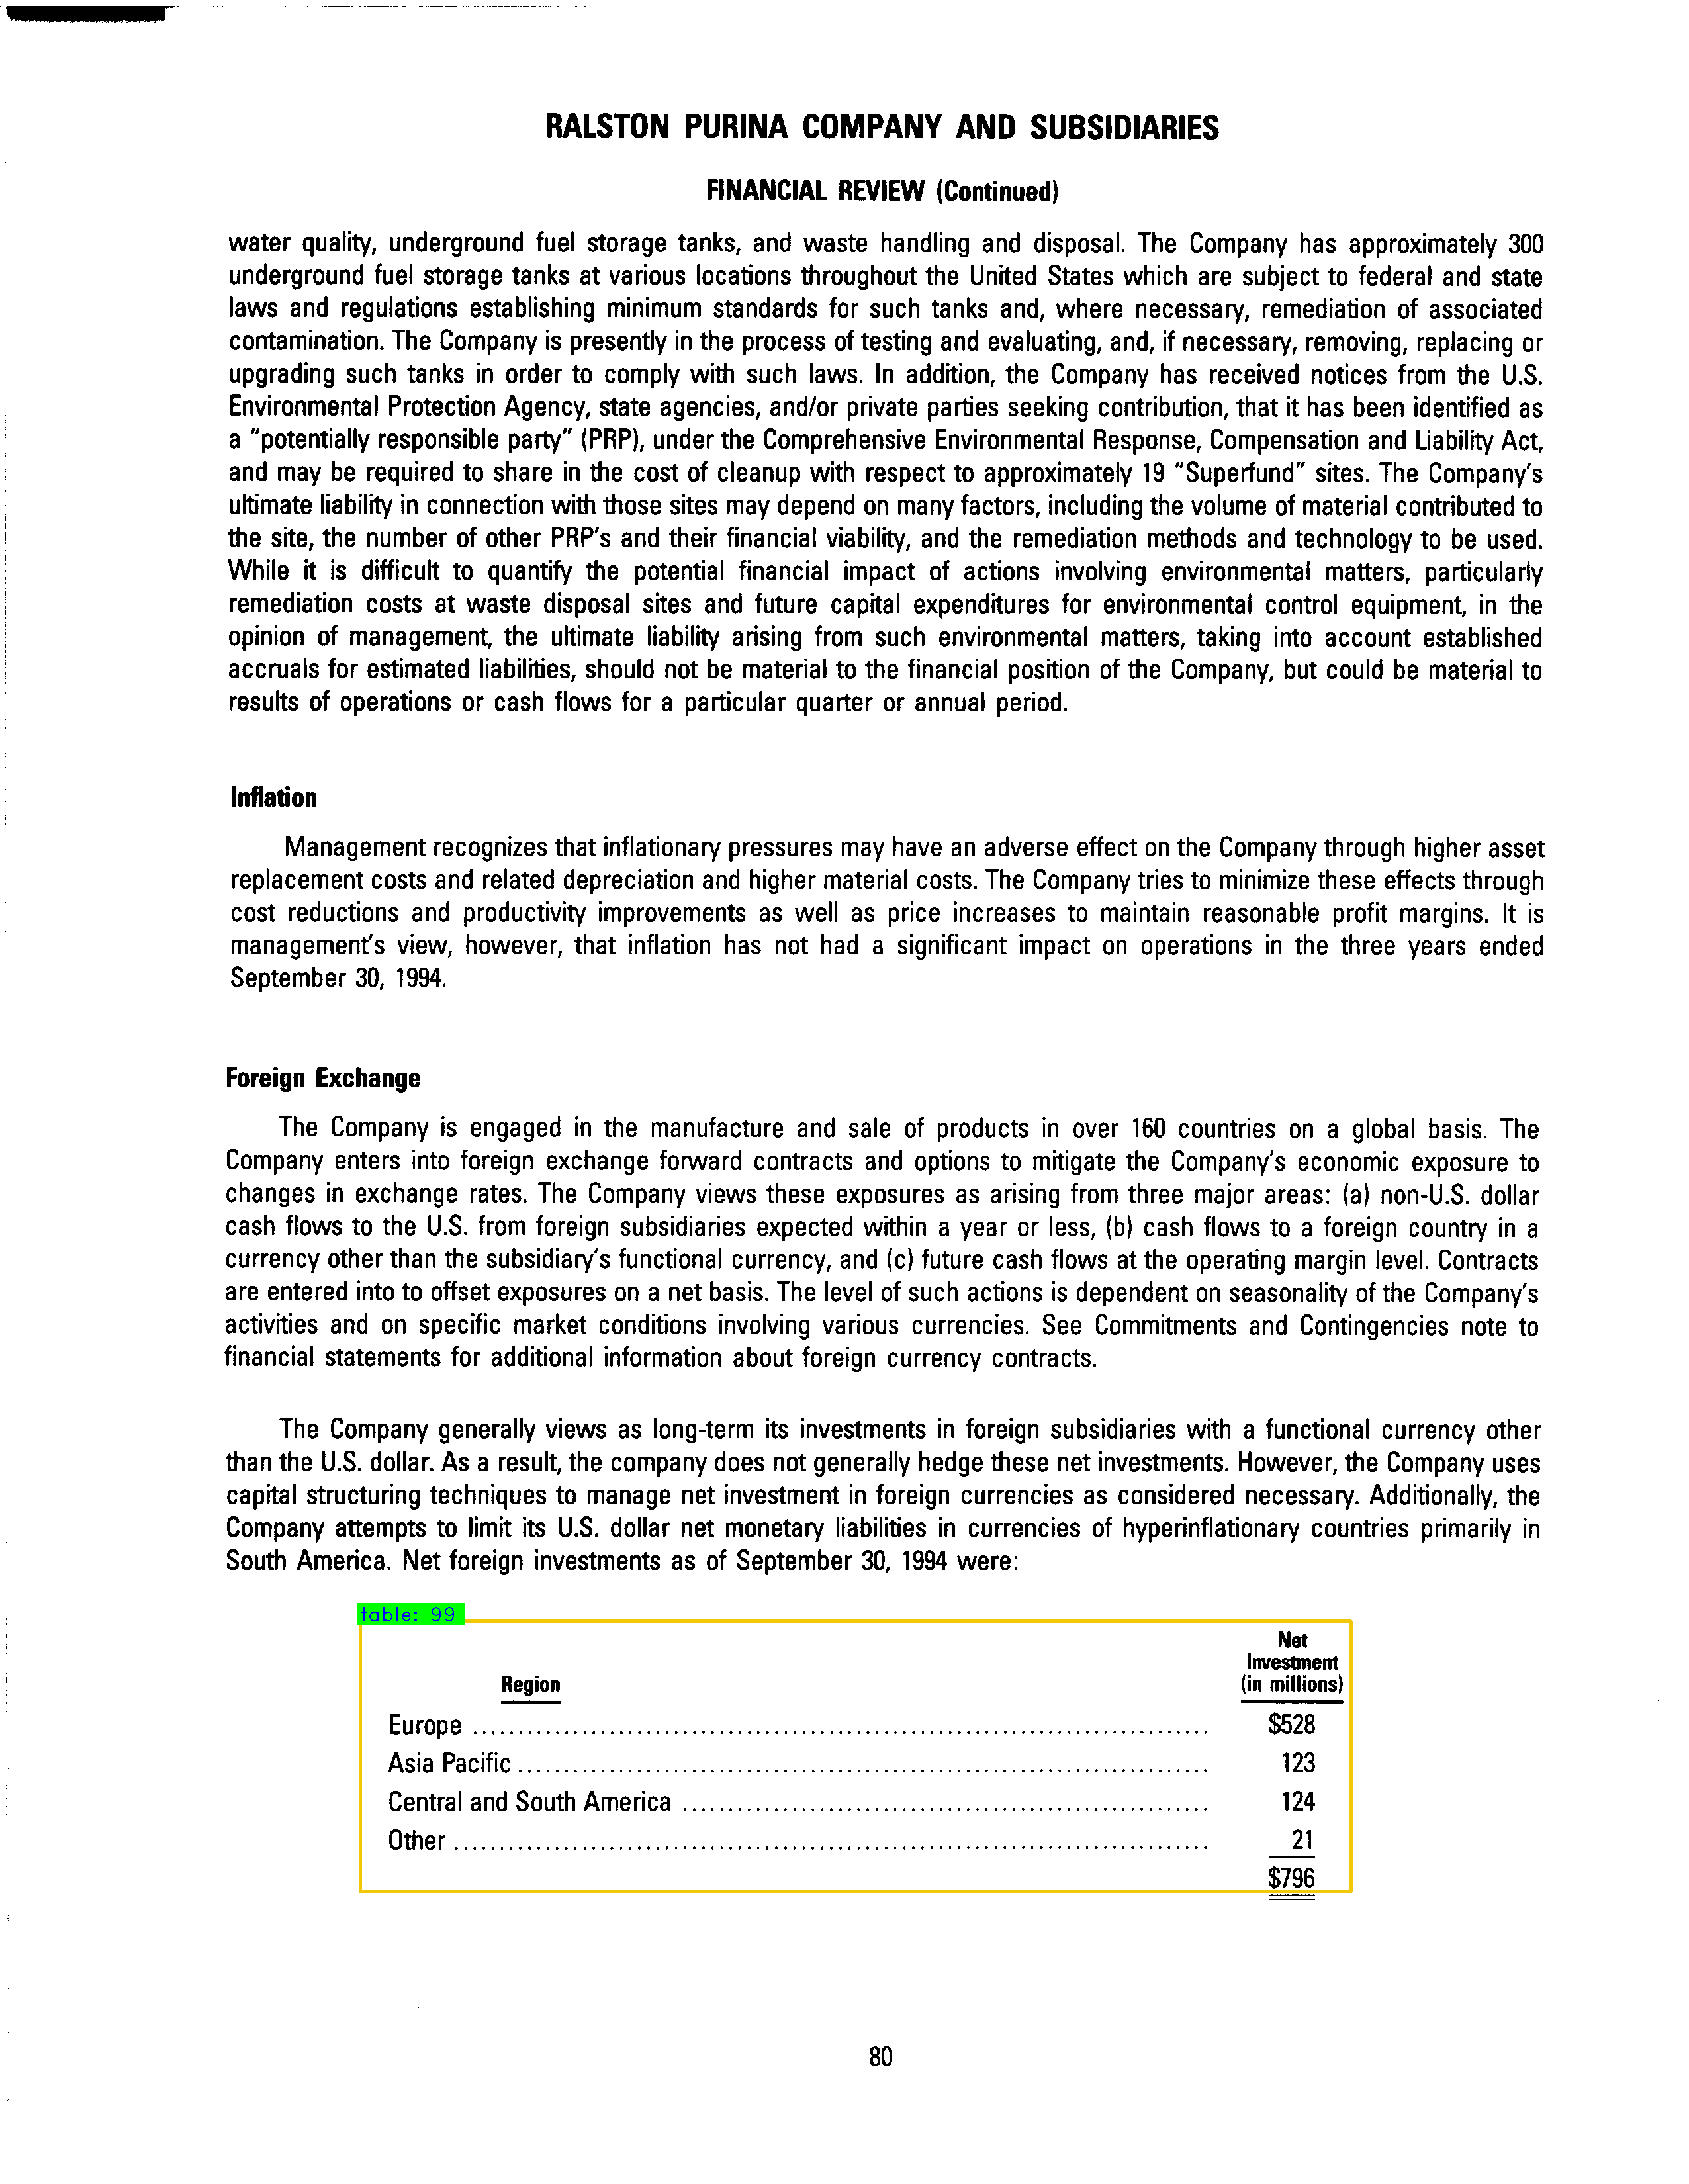 RALSTON PURINA COMPANY AND SUBSIDIARIES
FINANCIAL REVIEW (Continued)
water quality, underground fuel storage tanks, and waste handling and disposal. The Company has approximately 300
underground fuel storage tanks at various locations throughout the United States which are subject to federal and state
laws and regulations establishing minimum standards for such tanks and, where necessary, remediation of associated
contamination. The Company is presently in the process of testing and evaluating, and, if necessary, removing, replacing or
upgrading such tanks in order to comply with such laws. In addition, the Company has received notices from the U.S.
Environmental Protection Agency, state agencies, and/or private parties seeking contribution, that it has been identified as
a "potentially responsible party" (PRP), under the Comprehensive Environmental Response, Compensation and Liability Act,
and may be required to share in the cost of cleanup with respect to approximately 19 "Superfund" sites. The Company's
ultimate liability in connection with those sites may depend on many factors, including the volume of material contributed to
the site, the number of other PRP's and their financial viability, and the remediation methods and technology to be used.
While it is difficult to quantify the potential financial impact of actions involving environmental matters, particularly
remediation costs at waste disposal sites and future capital expenditures for environmental control equipment, in the
opinion of management, the ultimate liability arising from such environmental matters, taking into account established
accruals for estimated liabilities, should not be material to the financial position of the Company, but could be material to
results of operations or cash flows for a particular quarter or annual period.
Inflation
Management recognizes that inflationary pressures may have an adverse effect on the Company through higher asset
replacement costs and related depreciation and higher material costs. The Company tries to minimize these effects through
cost reductions and productivity improvements as well as price increases to maintain reasonable profit margins. It is
management's view, however, that inflation has not had a significant impact on operations in the three years ended
September 30, 1994.
Foreign Exchange
The Company is engaged in the manufacture and sale of products in over 160 countries on a global basis. The
Company enters into foreign exchange forward contracts and options to mitigate the Company's economic exposure to
changes in exchange rates. The Company views these exposures as arising from three major areas: (a) non-U.S. dollar
cash flows to the U.S. from foreign subsidiaries expected within a year or less, (b) cash flows to a foreign country in a
currency other than the subsidiary's functional currency, and (c) future cash flows at the operating margin level. Contracts
are entered into to offset exposures on a net basis. The level of such actions is dependent on seasonality of the Company's
activities and on specific market conditions involving various currencies. See Commitments and Contingencies note to
financial statements for additional information about foreign currency contracts.
The Company generally views as long-term its investments in foreign subsidiaries with a functional currency other
than the U.S. dollar. As a result, the company does not generally hedge these net investments. However, the Company uses
capital structuring techniques to manage net investment in foreign currencies as considered necessary. Additionally, the
Company attempts to limit its U.S. dollar net monetary liabilities in currencies of hyperinflationary countries primarily in
South America. Net foreign investments as of September 30, 1994 were:
table: 99
Net
Investment
Region (in millions)
Europe $528
Asia Pacific 123
Central and South America 124
Other 21
$796
80